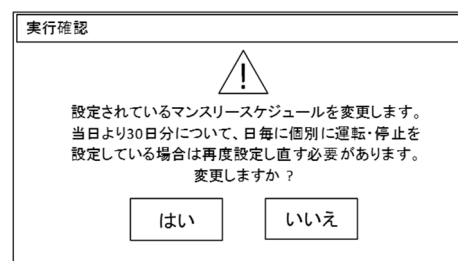 実行確認
!
設定されているマンスリースケジュールを変更します。
当日より30日分について、日毎に個別に運転・停止を
設定している場合は再度設定し直す必要があります。
変更しますか ?
はい
いいえ